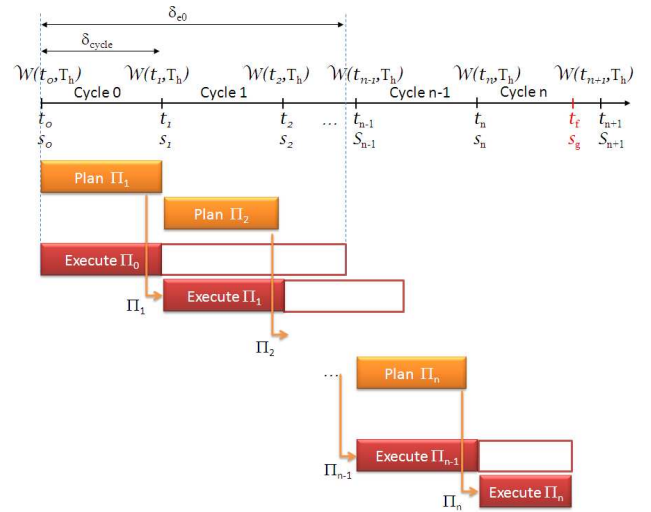 δe0
δcycle
W(t0,Th) W(t1,Th) W(t2,Th) W(tn-1,Th) W(tn,Th) W(tn+1,Th)
Cycle 0 Cycle 1 Cycle n-1 Cycle n
to t1 t2 ... tn-1 tn tf tn+1
so s1 s2 Sn-1 sn sg Sn+1
Plan Π1
Plan Π2
Execute Π0
Π1 Execute Π1
Π2
... Plan Πn
Πn-1 Execute Πn-1
Πn Execute Πn